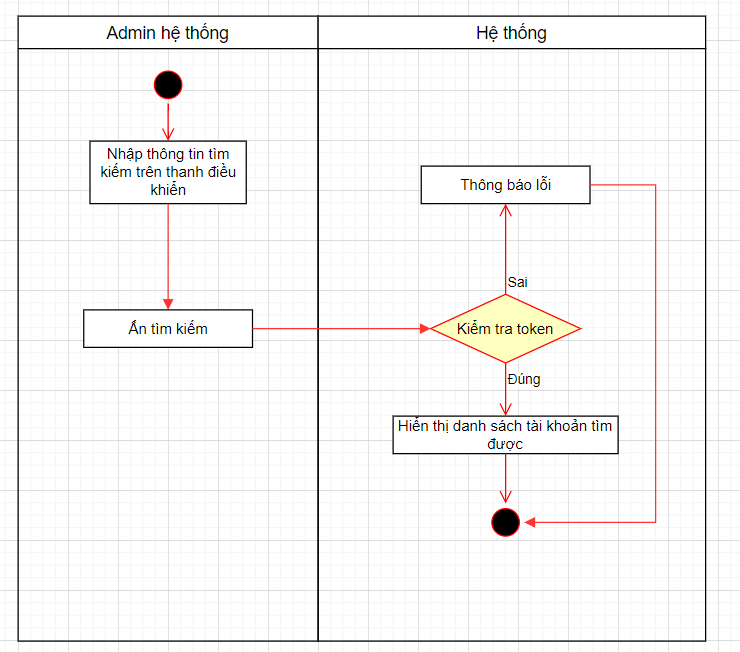 Admin hệ thống
Hệ thống
Nhập thông tin tìm
kiếm trên thanh điều
khiển
Thông báo lỗi
Sai
Ấn tìm kiếm
Kiểm tra token
Đúng
Hiển thị danh sách tài khoản tìm
được